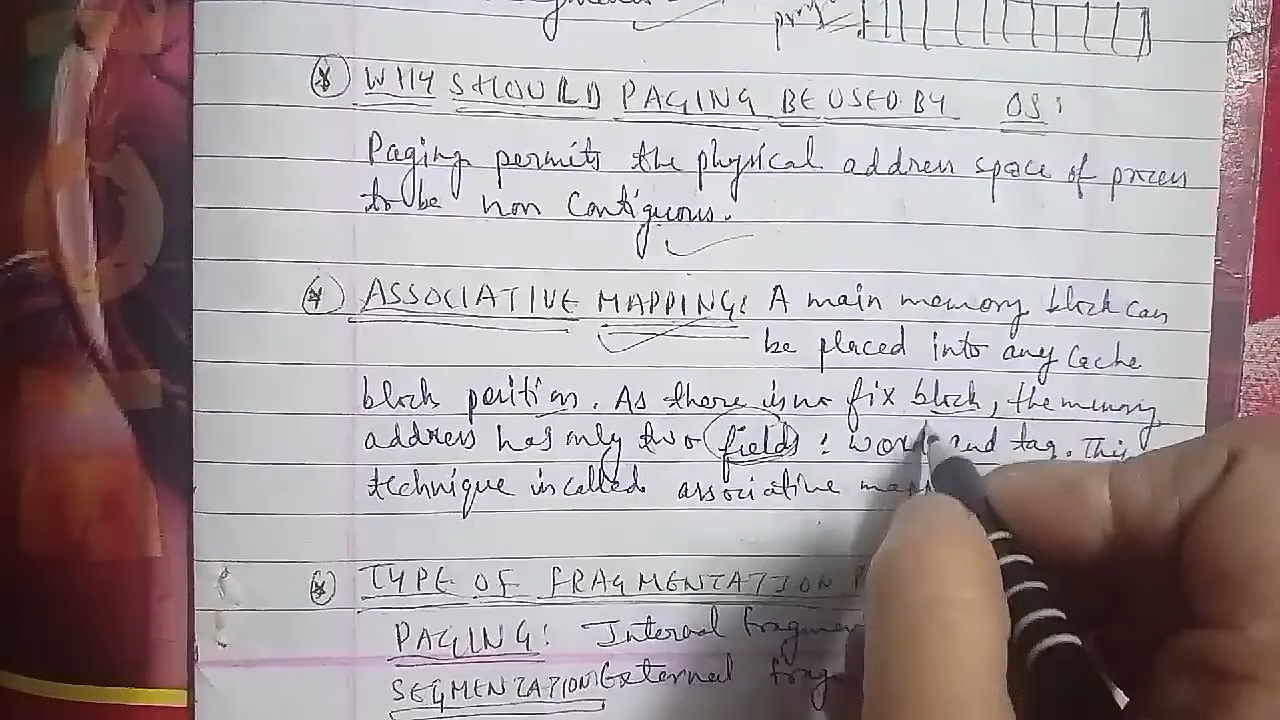 WHY SHOULD PAGING BE USED BY OS:
Paging permits the physical address space of process
to be non Contiguous.
ASSOCIATIVE MAPPING: A main memory block can
be placed into any Cache
block position. As there is no fix block, the memory
address has only two fields: word and tag. This
technique is called associative
TYPE OF FRAGMENTATION
PAGING: Internal
SEGMENTATION: External